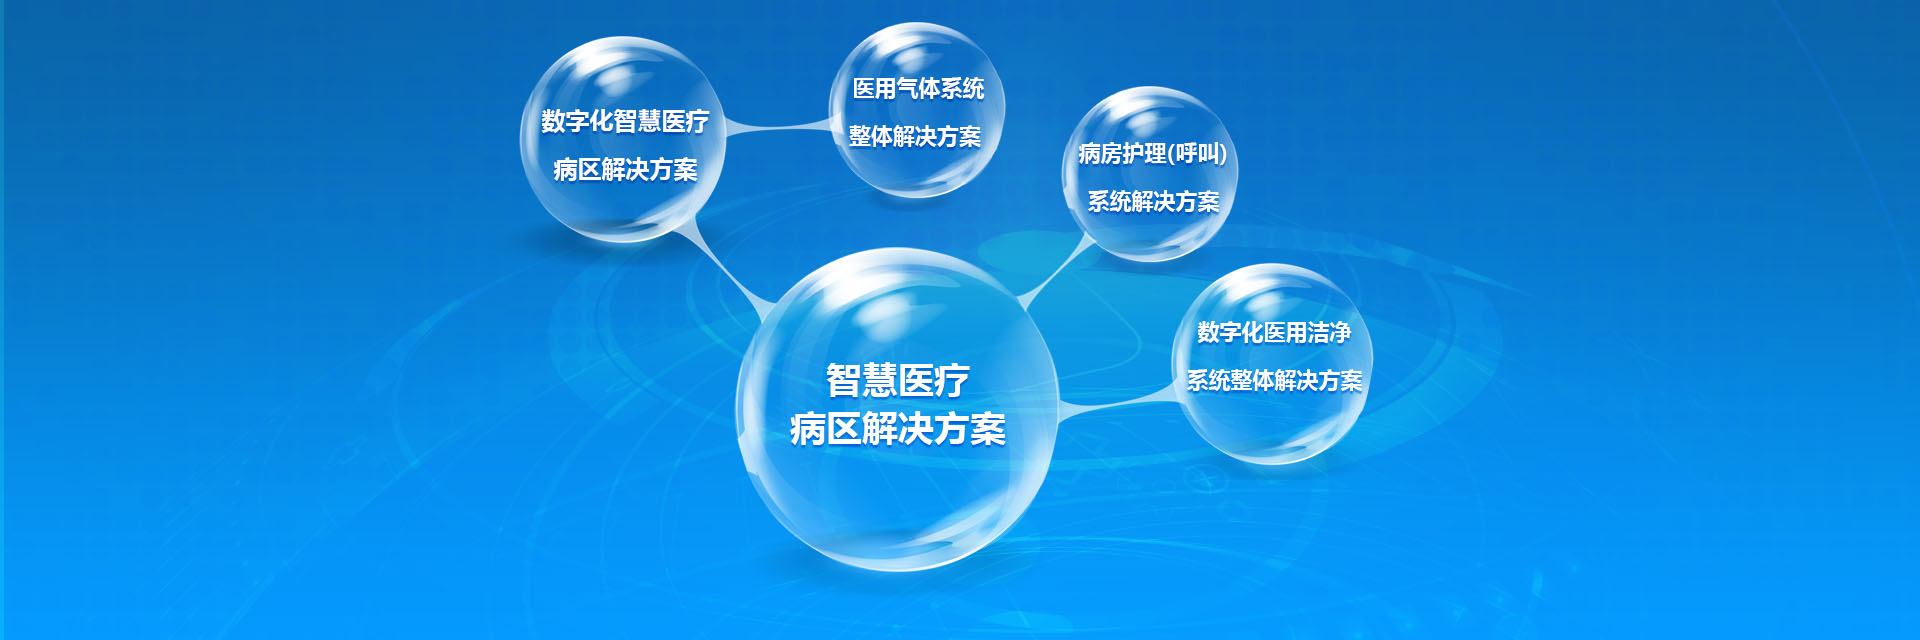 数字化智慧医疗
病区解决方案
医用气体系统
整体解决方案
病房护理(呼叫)
系统解决方案
数字化医用洁净
系统整体解决方案
智慧医疗
病区解决方案